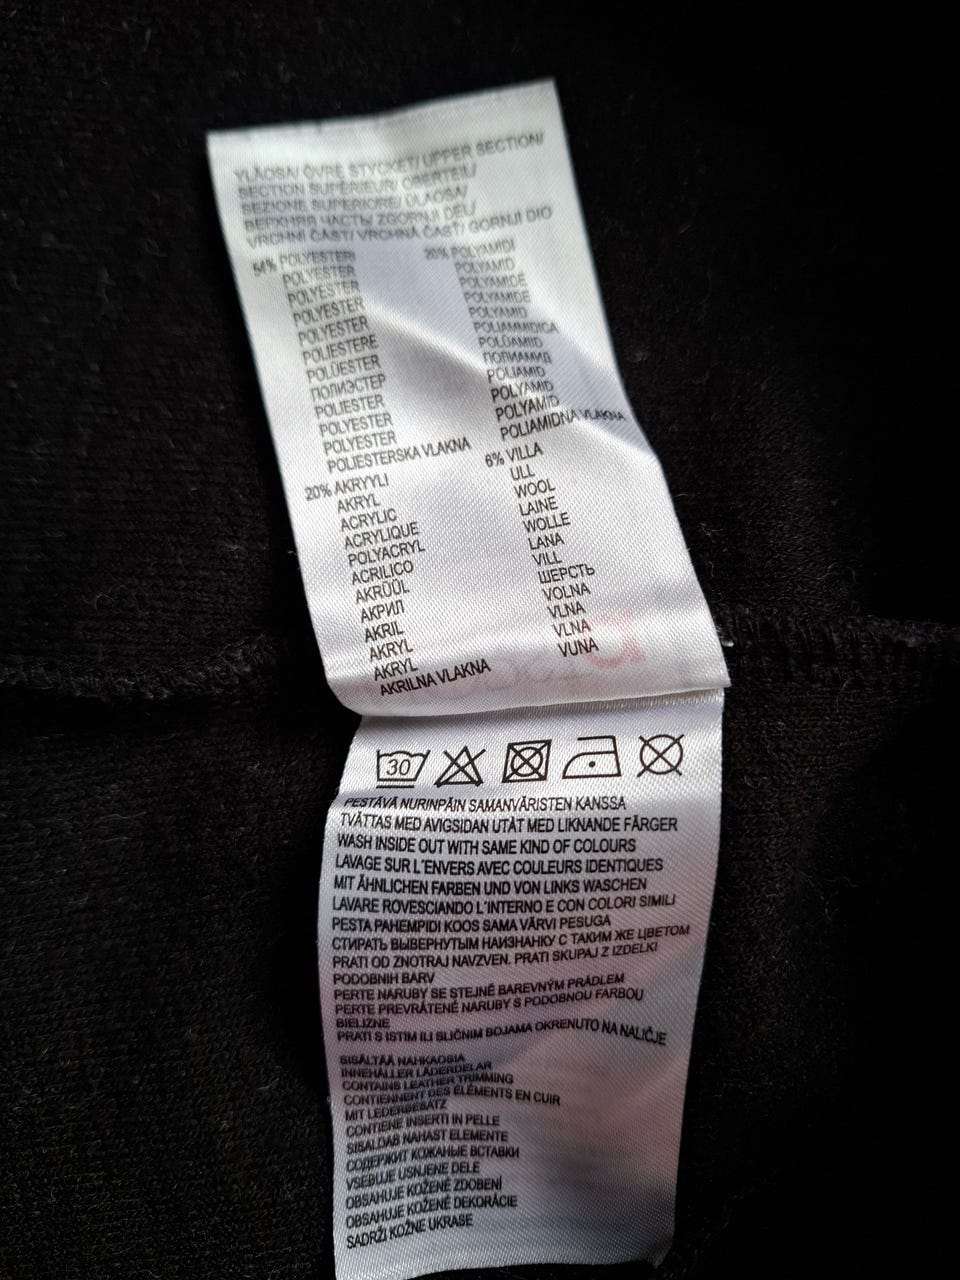 YLÄOSA/ ÖVRE STYCKET/ UPPER SECTION/
SECTION SUPÉRIEUR/ OBERTEIL/
SEZIONE SUPERIORE/ ÜLAOSA/
ВЕРХНЯЯ ЧАСТЬ/ ZGORNJI DEL/
VRCHNÍ ČAST/ VRCHNÁ ČASŤ/ GORNJI DIO
54% POLYESTERI
POLYESTER
POLYESTER
POLYESTER
POLYESTER
POLIESTERE
POLÜESTER
ПОЛИЭСТЕР
POLIESTER
POLYESTER
POLYESTER
POLIESTERSKA VLAKNA
20% POLYAMIDI
POLYAMID
POLYAMIDE
POLYAMIDE
POLYAMID
POLIAMMIDICA
POLÜAMIID
ПОЛИАМИД
POLIAMID
POLYAMID
POLYAMID
POLIAMIDNA VLAKNA
20% AKRYYLI
AKRYL
ACRYLIC
ACRYLIQUE
POLYACRYL
ACRILICO
AKRÜÜL
АКРИЛ
AKRIL
AKRYL
AKRYL
AKRILNA VLAKNA
6% VILLA
ULL
WOOL
LAINE
WOLLE
LANA
VILL
ШЕРСТЬ
VOLNA
VLNA
VLNA
VUNA
30
PESTÄVÄ NURINPÄIN SAMANVÄRISTEN KANSSA
TVÄTTAS MED AVIGSIDAN UTÅT MED LIKNANDE FÄRGER
WASH INSIDE OUT WITH SAME KIND OF COLOURS
LAVAGE SUR L'ENVERS AVEC COULEURS IDENTIQUES
MIT ÄHNLICHEN FARBEN UND VON LINKS WASCHEN
LAVARE ROVESCIANDO L'INTERNO E CON COLORI SIMILI
PESTA PAHEMPIDI KOOS SAMA VÄRVI PESUGA
СТИРАТЬ ВЫВЕРНУТЫМ НАИЗНАНКУ С ТАКИМ ЖЕ ЦВЕТОМ
PRATI OD ZNOTRAJ NAVZVEN. PRATI SKUPAJ Z IZDELKI
PODOBNIH BARV
PERTE NARUBY SE STEJNĚ BAREVNÝM PRÁDLEM
PERTE PREVRÁTENÉ NARUBY S PODOBNOU FARBOU
BIELIZNE
PRATI S ISTIM ILI SLIČNIM BOJAMA OKRENUTO NA NALIČJE
SISÄLTÄÄ NAHKAOSIA
INNEHÅLLER LÄDERDELAR
CONTAINS LEATHER TRIMMING
CONTIENNENT DES ÉLÉMENTS EN CUIR
MIT LEDERBESATZ
CONTIENE INSERTI IN PELLE
SISALDAB NAHAST ELEMENTE
СОДЕРЖИТ КОЖАНЫЕ ВСТАВКИ
VSEBUJE USNJENE DELE
OBSAHUJE KOŽENÉ ZDOBENÍ
OBSAHUJE KOŽENÉ DEKORÁCIE
SADRŽI KOŽNE UKRASE